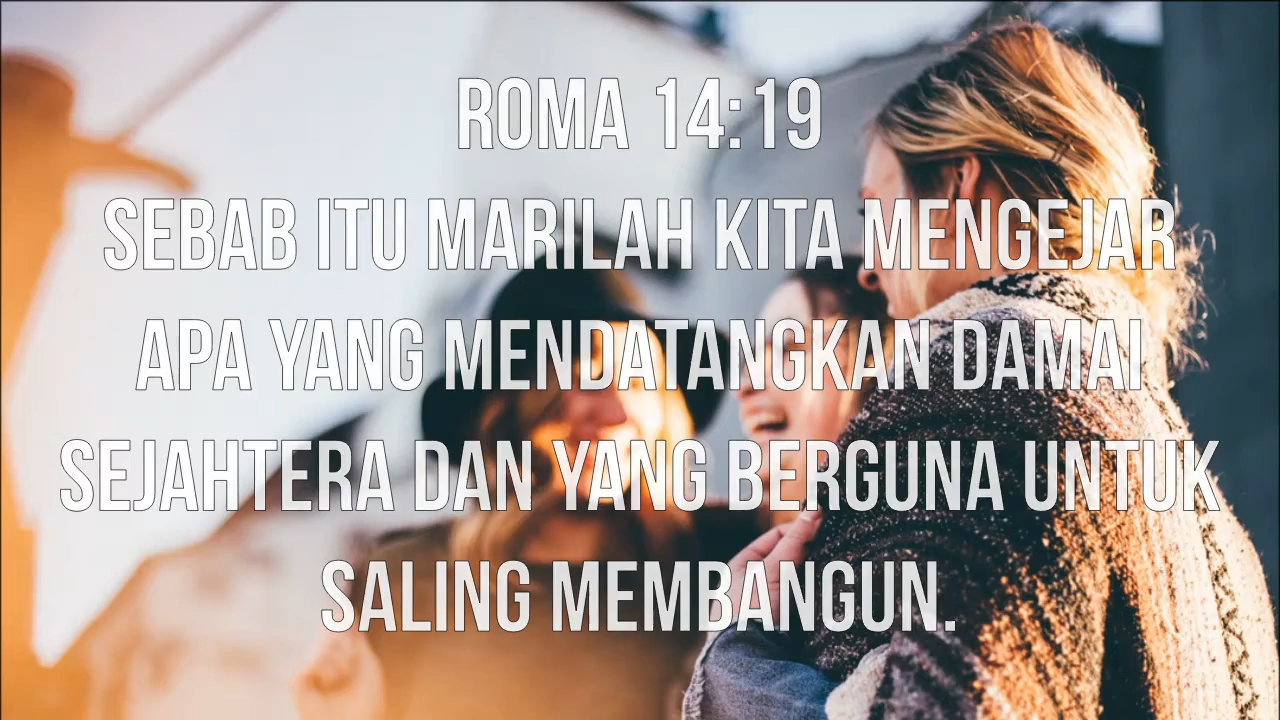 ROMA 14:19
SEBAB ITU MARILAH KITA MENGEJAR
APA YANG MENDATANGKAN DAMAI
SEJAHTERA DAN YANG BERGUNA UNTUK
SALING MEMBANGUN.